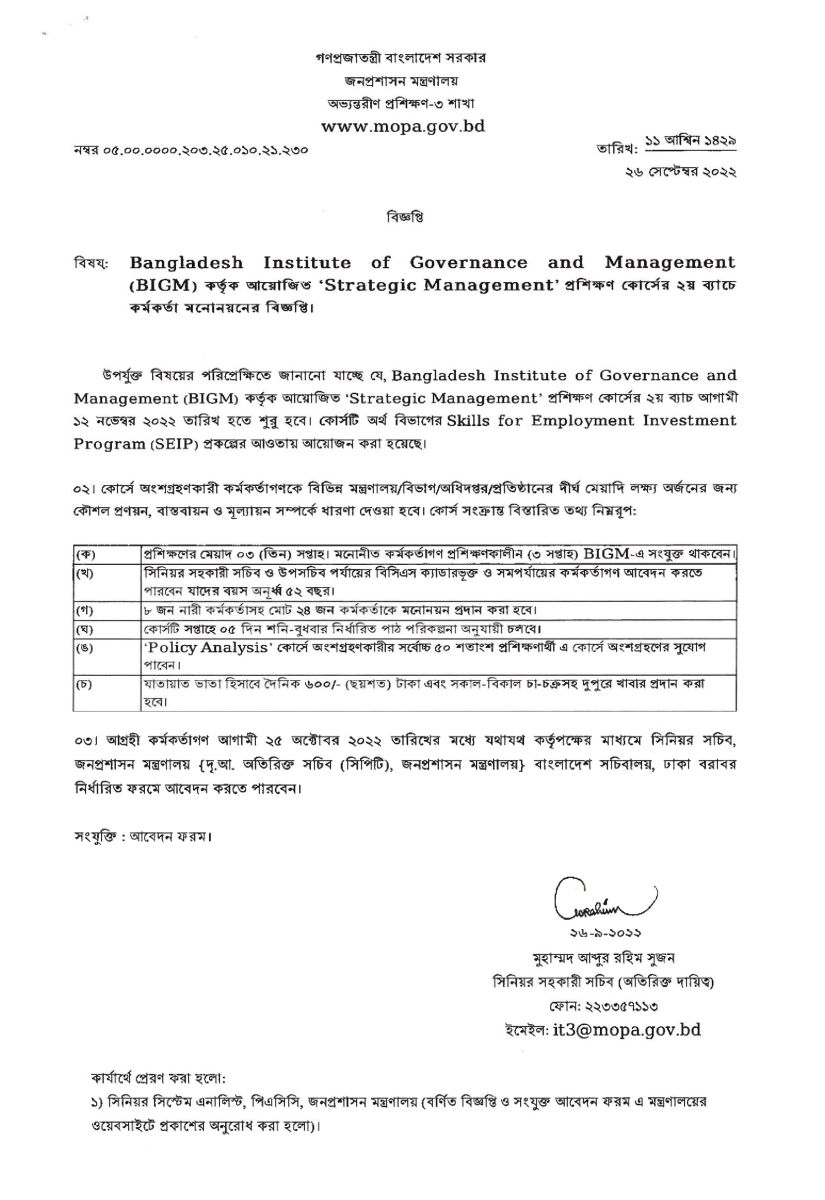 গণপ্রজাতন্ত্রী বাংলাদেশ সরকার
জনপ্রশাসন মন্ত্রণালয়
অভ্যন্তরীণ প্রশিক্ষণ-৩ শাখা
www.mopa.gov.bd
নম্বর ০৫.০০.০০০০.২০৩.২৫.০১০.২১.২৩০
তারিখ: ১১ আশ্বিন ১৪২৯
২৬ সেপ্টেম্বর ২০২২
বিজ্ঞপ্তি
বিষয়: Bangladesh Institute of Governance and Management
(BIGM) কর্তৃক আয়োজিত ‘Strategic Management’ প্রশিক্ষণ কোর্সের ২য় ব্যাচে
কর্মকর্তা মনোনয়নের বিজ্ঞপ্তি।
উপর্যুক্ত বিষয়ের পরিপ্রেক্ষিতে জানানো যাচ্ছে যে, Bangladesh Institute of Governance and
Management (BIGM) কর্তৃক আয়োজিত ‘Strategic Management’ প্রশিক্ষণ কোর্সের ২য় ব্যাচ আগামী
১২ নভেম্বর ২০২২ তারিখ হতে শুরু হবে। কোর্সটি অর্থ বিভাগের Skills for Employment Investment
Program (SEIP) প্রকল্পের আওতায় আয়োজন করা হয়েছে।
০২। কোর্সে অংশগ্রহণকারী কর্মকর্তাগণকে বিভিন্ন মন্ত্রণালয়/বিভাগ/অধিদপ্তর/প্রতিষ্ঠানের দীর্ঘ মেয়াদি লক্ষ্য অর্জনের জন্য
কৌশল প্রণয়ন, বাস্তবায়ন ও মূল্যায়ন সম্পর্কে ধারণা দেওয়া হবে। কোর্স সংক্রান্ত বিস্তারিত তথ্য নিম্নরূপ:
(ক) প্রশিক্ষণের মেয়াদ ০৩ (তিন) সপ্তাহ। মনোনীত কর্মকর্তাগণ প্রশিক্ষণকালীন (৩ সপ্তাহ) BIGM-এ সংযুক্ত থাকবেন।
(খ) সিনিয়র সহকারী সচিব ও উপসচিব পর্যায়ের বিসিএস ক্যাডারভূক্ত ও সমপর্যায়ের কর্মকর্তাগণ আবেদন করতে
পারবেন যাদের বয়স অনূর্ধ্ব ৫২ বছর।
(গ) ৮ জন নারী কর্মকর্তাসহ মোট ২৪ জন কর্মকর্তাকে মনোনয়ন প্রদান করা হবে।
(ঘ) কোর্সটি সপ্তাহে ০৫ দিন শনি-বুধবার নির্ধারিত পাঠ পরিকল্পনা অনুযায়ী চলবে।
(ঙ) ‘Policy Analysis’ কোর্সে অংশগ্রহণকারীর সর্বোচ্চ ৫০ শতাংশ প্রশিক্ষণার্থী এ কোর্সে অংশগ্রহণের সুযোগ
পাবেন।
(চ) যাতায়াত ভাতা হিসাবে দৈনিক ৬০০/- (ছয়শত) টাকা এবং সকাল-বিকাল চা-চক্রসহ দুপুরে খাবার প্রদান করা
হবে।
০৩। আগ্রহী কর্মকর্তাগণ আগামী ২৫ অক্টোবর ২০২২ তারিখের মধ্যে যথাযথ কর্তৃপক্ষের মাধ্যমে সিনিয়র সচিব,
জনপ্রশাসন মন্ত্রণালয় {দৃ.আ. অতিরিক্ত সচিব (সিপিটি), জনপ্রশাসন মন্ত্রণালয়} বাংলাদেশ সচিবালয়, ঢাকা বরাবর
নির্ধারিত ফরমে আবেদন করতে পারবেন।
সংযুক্তি : আবেদন ফরম।
২৬-৯-২০২২
মুহাম্মদ আব্দুর রহিম সুজন
সিনিয়র সহকারী সচিব (অতিরিক্ত দায়িত্ব)
ফোন: ২২৩৩৫৭১১৩
ইমেইল: it3@mopa.gov.bd
কার্যার্থে প্রেরণ করা হলো:
১) সিনিয়র সিস্টেম এনালিস্ট, পিএসিসি, জনপ্রশাসন মন্ত্রণালয় (বর্ণিত বিজ্ঞপ্তি ও সংযুক্ত আবেদন ফরম এ মন্ত্রণালয়ের
ওয়েবসাইটে প্রকাশের অনুরোধ করা হলো)।